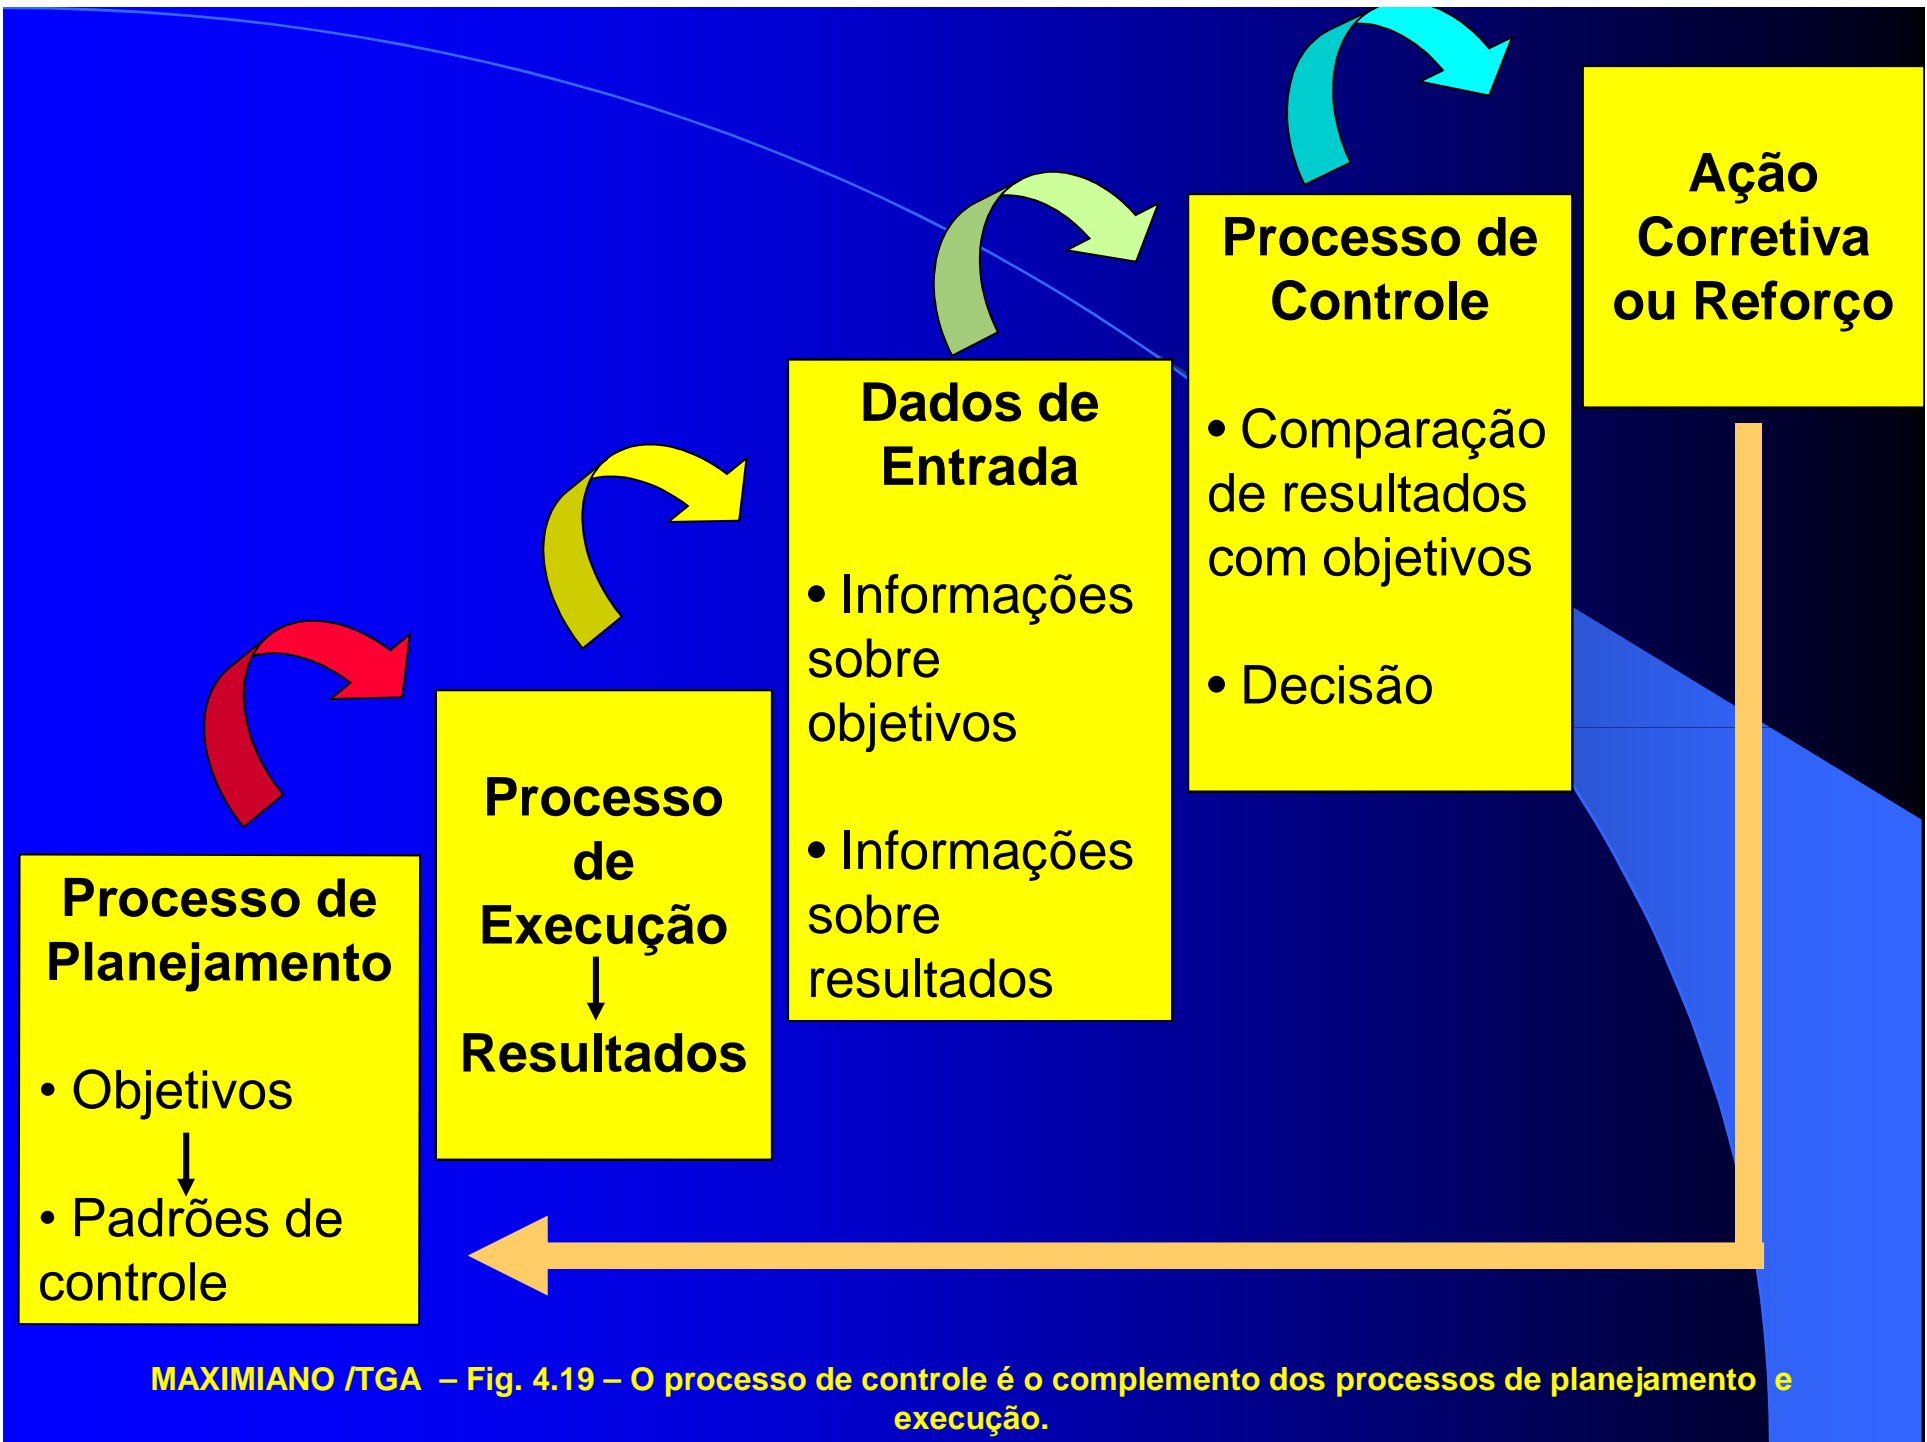 Processo de
Planejamento
• Objetivos
• Padrões de
controle
Processo
de
Execução
Resultados
Dados de
Entrada
• Informações
sobre
objetivos
• Informações
sobre
resultados
Processo de
Controle
• Comparação
de resultados
com objetivos
• Decisão
Ação
Corretiva
ou Reforço
MAXIMIANO /TGA – Fig. 4.19 – O processo de controle é o complemento dos processos de planejamento e
execução.